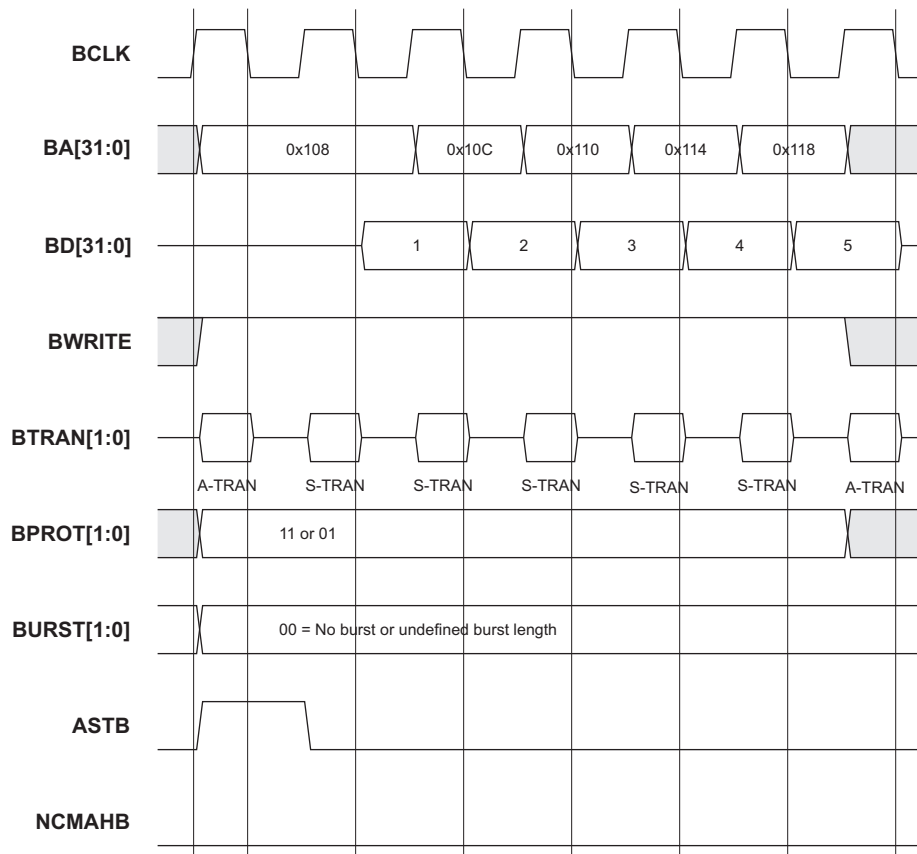 BCLK
BA[31:0] 0x108 0x10C 0x110 0x114 0x118
BD[31:0] 1 2 3 4 5
BWRITE
BTRAN[1:0]
A-TRAN S-TRAN S-TRAN S-TRAN S-TRAN S-TRAN A-TRAN
BPROT[1:0] 11 or 01
BURST[1:0] 00 = No burst or undefined burst length
ASTB
NCMAHB